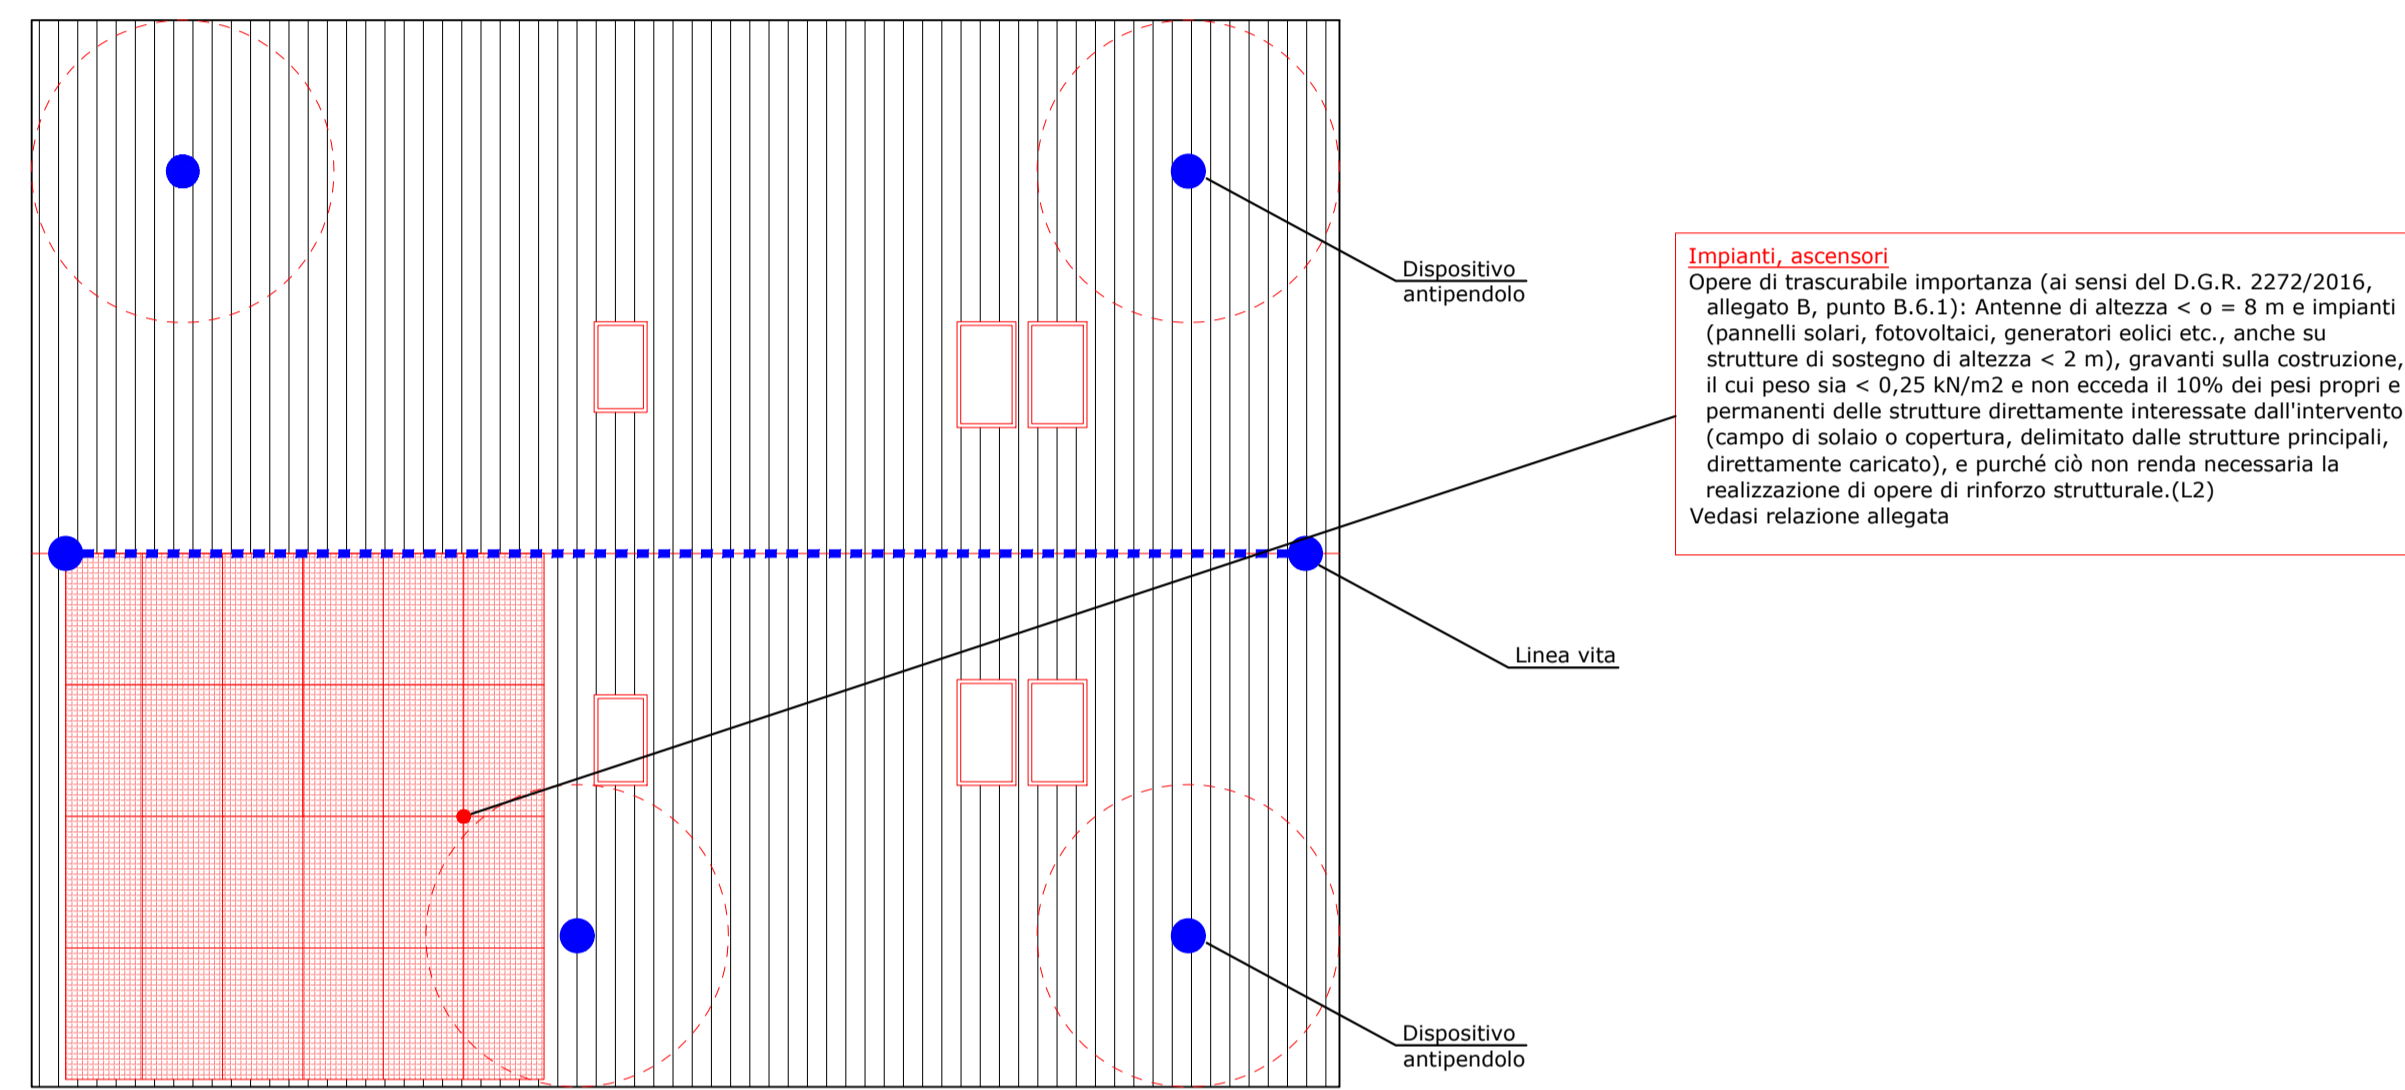 Dispositivo
antipendolo
Impianti, ascensori
Opere di trascurabile importanza (ai sensi del D.G.R. 2272/2016,
allegato B, punto B.6.1): Antenne di altezza < o = 8 m e impianti
(pannelli solari, fotovoltaici, generatori eolici etc., anche su
strutture di sostegno di altezza < 2 m), gravanti sulla costruzione,
il cui peso sia < 0,25 kN/m2 e non ecceda il 10% dei pesi propri e
permanenti delle strutture direttamente interessate dall'intervento
(campo di solaio o copertura, delimitato dalle strutture principali,
direttamente caricato), e purché ciò non renda necessaria la
realizzazione di opere di rinforzo strutturale.(L2)
Vedasi relazione allegata
Linea vita
Dispositivo
antipendolo